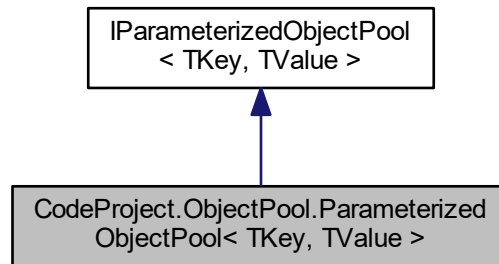 IParameterizedObjectPool
< TKey, TValue >
CodeProject.ObjectPool.Parameterized
ObjectPool< TKey, TValue >